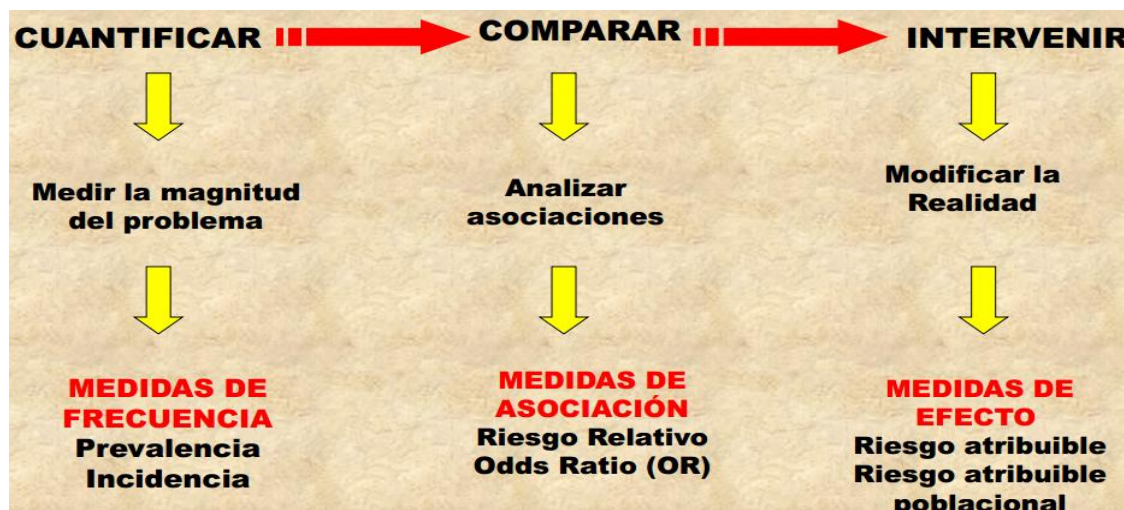 CUANTIFICAR
COMPARAR
INTERVENIR
Medir la magnitud
del problema
Analizar
asociaciones
Modificar la
Realidad
MEDIDAS DE
FRECUENCIA
Prevalencia
Incidencia
MEDIDAS DE
ASOCIACIÓN
Riesgo Relativo
Odds Ratio (OR)
MEDIDAS DE
EFECTO
Riesgo atribuible
Riesgo atribuible
poblacional